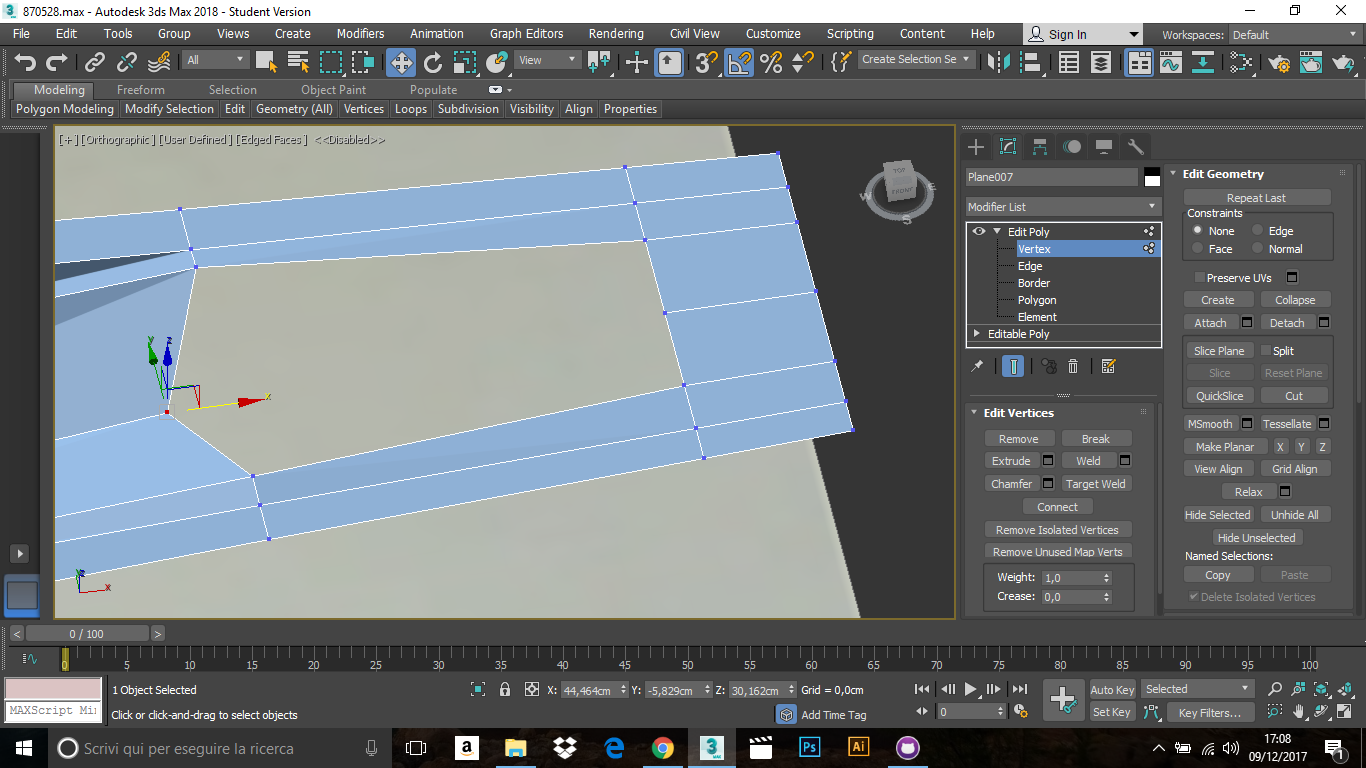 870528.max - Autodesk 3ds Max 2018 - Student Version
File Edit Tools Group Views Create Modifiers Animation Graph Editors Rendering Civil View Customize Scripting Content Help Sign In Workspaces: Default
All View Create Selection Se
Modeling Freeform Selection Object Paint Populate
Polygon Modeling Modify Selection Edit Geometry (All) Vertices Loops Subdivision Visibility Align Properties
[+] [Orthographic] [User Defined] [Edged Faces] <<Disabled>>
TOP
FRONT
W E
S
y z
x
z
x
Plane007
Modifier List
Edit Poly
Vertex
Edge
Border
Polygon
Element
Editable Poly
Edit Vertices
Remove Break
Extrude Weld
Chamfer Target Weld
Connect
Remove Isolated Vertices
Remove Unused Map Verts
Weight: 1,0
Crease: 0,0
Edit Geometry
Repeat Last
Constraints
None Edge
Face Normal
Preserve UVs
Create Collapse
Attach Detach
Slice Plane Split
Slice Reset Plane
QuickSlice Cut
MSmooth Tessellate
Make Planar X Y Z
View Align Grid Align
Relax
Hide Selected Unhide All
Hide Unselected
Named Selections:
Copy Paste
Delete Isolated Vertices
< 0 / 100 >
0 5 10 15 20 25 30 35 40 45 50 55 60 65 70 75 80 85 90 95 100
1 Object Selected X: 44,464cm Y: -5,829cm Z: 30,162cm Grid = 0,0cm Auto Key Selected
MAXScript Min Click or click-and-drag to select objects Add Time Tag 0 Set Key Key Filters...
Scrivi qui per eseguire la ricerca a 3 MAX Ps Ai 17:08
09/12/2017 1